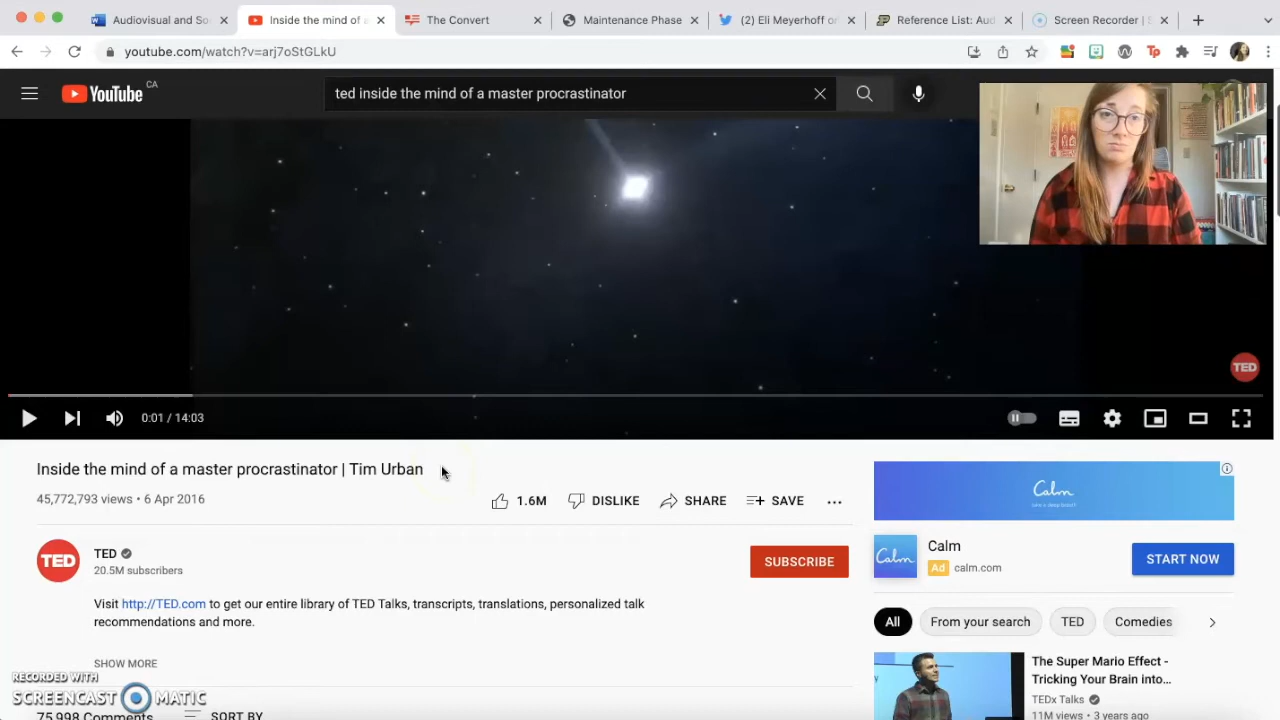 Audiovisual and So
Inside the mind of a
The Convert
Maintenance Phase
(2) Eli Meyerhoff or
Reference List: Aud
Screen Recorder | S
youtube.com/watch?v=arj7oStGLkU
Tp
YouTube CA
ted inside the mind of a master procrastinator
TED
0:01 / 14:03
Inside the mind of a master procrastinator | Tim Urban
45,772,793 views • 6 Apr 2016
1.6M DISLIKE SHARE SAVE ...
Calm
Calm
Calm
Ad calm.com
START NOW
TED
TED
20.5M subscribers
SUBSCRIBE
Visit http://TED.com to get our entire library of TED Talks, transcripts, translations, personalized talk
recommendations and more.
SHOW MORE
All From your search TED Comedies
The Super Mario Effect -
Tricking Your Brain into...
TEDx Talks
11M views • 3 years ago
RECORDED WITH
SCREENCAST MATIC
75,998 Comments SORT BY